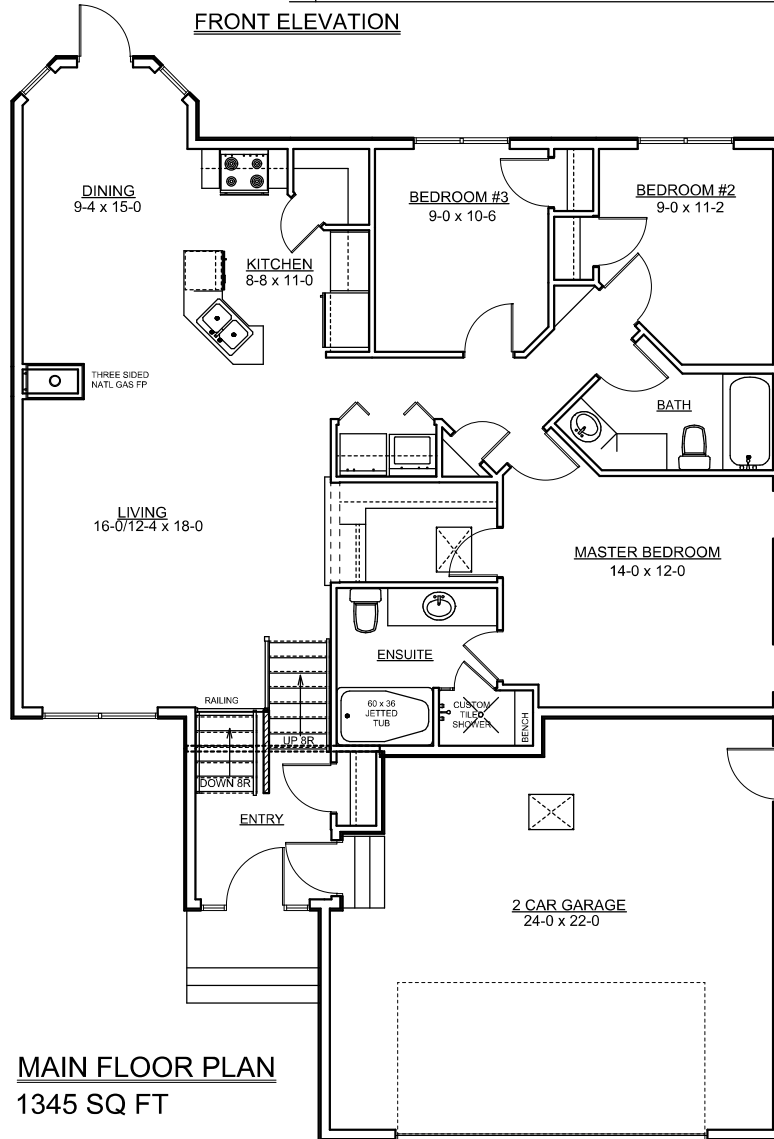 FRONT ELEVATION
DINING
9-4 x 15-0
BEDROOM #3
9-0 x 10-6
BEDROOM #2
9-0 x 11-2
KITCHEN
8-8 x 11-0
THREE SIDED
NATL GAS FP
BATH
LIVING
16-0/12-4 x 18-0
MASTER BEDROOM
14-0 x 12-0
ENSUITE
RAILING
60 x 36
JETTED
TUB
CUSTOM
TILE
SHOWER
BENCH
UP 8R
DOWN 8R
ENTRY
2 CAR GARAGE
24-0 x 22-0
MAIN FLOOR PLAN
1345 SQ FT